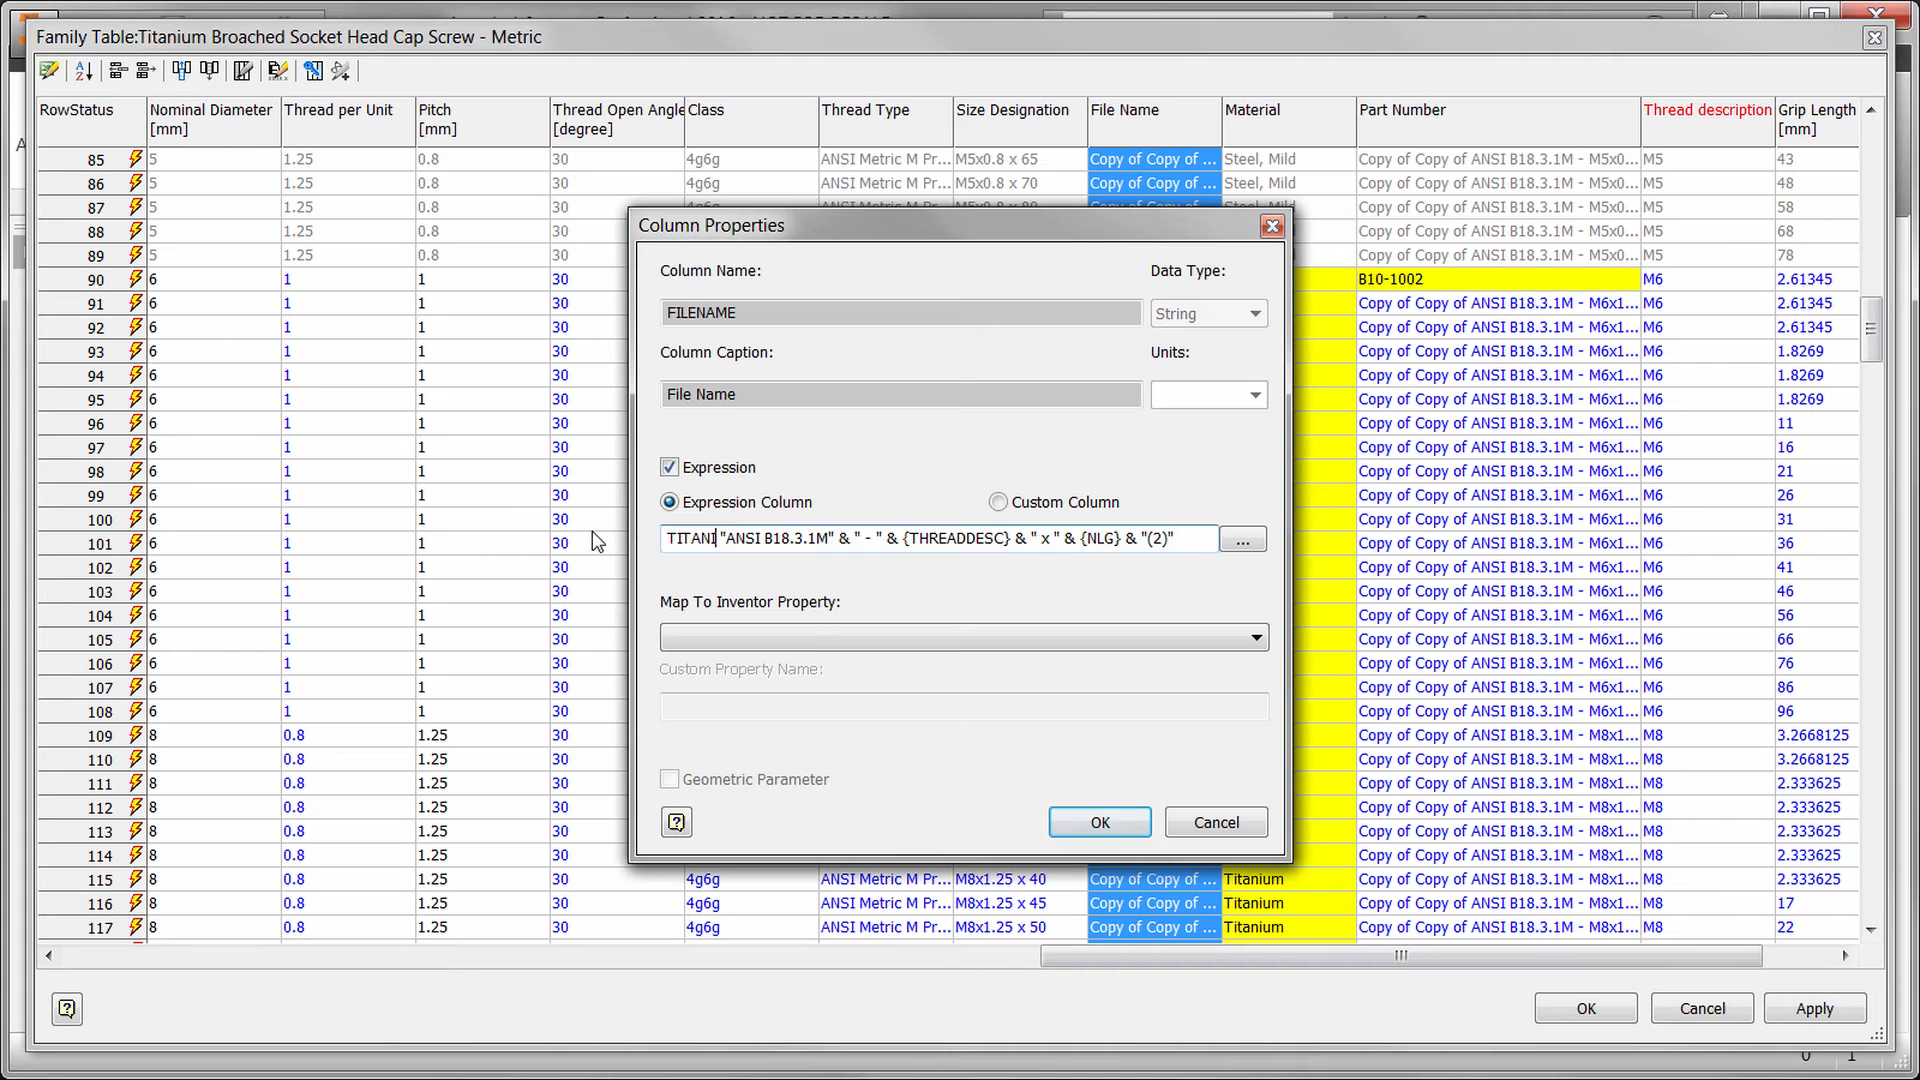 Family Table:Titanium Broached Socket Head Cap Screw - Metric
RowStatus Nominal Diameter [mm] Thread per Unit Pitch [mm] Thread Open Angle [degree] Class Thread Type Size Designation File Name Material Part Number Thread description Grip Length [mm]
85 5 1.25 0.8 30 4g6g ANSI Metric M Pr... M5x0.8 x 65 Copy of Copy of ... Steel, Mild Copy of Copy of ANSI B18.3.1M - M5x0... M5 43
86 5 1.25 0.8 30 4g6g ANSI Metric M Pr... M5x0.8 x 70 Copy of Copy of ... Steel, Mild Copy of Copy of ANSI B18.3.1M - M5x0... M5 48
87 5 1.25 0.8 30 Copy of Copy of ANSI B18.3.1M - M5x0... M5 58
88 5 1.25 0.8 30 Copy of Copy of ANSI B18.3.1M - M5x0... M5 68
89 5 1.25 0.8 30 Copy of Copy of ANSI B18.3.1M - M5x0... M5 78
90 6 1 1 30 B10-1002 M6 2.61345
91 6 1 1 30 Copy of Copy of ANSI B18.3.1M - M6x1... M6 2.61345
92 6 1 1 30 Copy of Copy of ANSI B18.3.1M - M6x1... M6 2.61345
93 6 1 1 30 Copy of Copy of ANSI B18.3.1M - M6x1... M6 1.8269
94 6 1 1 30 Copy of Copy of ANSI B18.3.1M - M6x1... M6 1.8269
95 6 1 1 30 Copy of Copy of ANSI B18.3.1M - M6x1... M6 1.8269
96 6 1 1 30 Copy of Copy of ANSI B18.3.1M - M6x1... M6 11
97 6 1 1 30 Copy of Copy of ANSI B18.3.1M - M6x1... M6 16
98 6 1 1 30 Copy of Copy of ANSI B18.3.1M - M6x1... M6 21
99 6 1 1 30 Copy of Copy of ANSI B18.3.1M - M6x1... M6 26
100 6 1 1 30 Copy of Copy of ANSI B18.3.1M - M6x1... M6 31
101 6 1 1 30 Copy of Copy of ANSI B18.3.1M - M6x1... M6 36
102 6 1 1 30 Copy of Copy of ANSI B18.3.1M - M6x1... M6 41
103 6 1 1 30 Copy of Copy of ANSI B18.3.1M - M6x1... M6 46
104 6 1 1 30 Copy of Copy of ANSI B18.3.1M - M6x1... M6 56
105 6 1 1 30 Copy of Copy of ANSI B18.3.1M - M6x1... M6 66
106 6 1 1 30 Copy of Copy of ANSI B18.3.1M - M6x1... M6 76
107 6 1 1 30 Copy of Copy of ANSI B18.3.1M - M6x1... M6 86
108 6 1 1 30 Copy of Copy of ANSI B18.3.1M - M6x1... M6 96
109 8 0.8 1.25 30 Copy of Copy of ANSI B18.3.1M - M8x1... M8 3.2668125
110 8 0.8 1.25 30 Copy of Copy of ANSI B18.3.1M - M8x1... M8 3.2668125
111 8 0.8 1.25 30 Copy of Copy of ANSI B18.3.1M - M8x1... M8 2.333625
112 8 0.8 1.25 30 Copy of Copy of ANSI B18.3.1M - M8x1... M8 2.333625
113 8 0.8 1.25 30 Copy of Copy of ANSI B18.3.1M - M8x1... M8 2.333625
114 8 0.8 1.25 30 Copy of Copy of ANSI B18.3.1M - M8x1... M8 2.333625
115 8 0.8 1.25 30 4g6g ANSI Metric M Pr... M8x1.25 x 40 Copy of Copy of ... Titanium Copy of Copy of ANSI B18.3.1M - M8x1... M8 2.333625
116 8 0.8 1.25 30 4g6g ANSI Metric M Pr... M8x1.25 x 45 Copy of Copy of ... Titanium Copy of Copy of ANSI B18.3.1M - M8x1... M8 17
117 8 0.8 1.25 30 4g6g ANSI Metric M Pr... M8x1.25 x 50 Copy of Copy of ... Titanium Copy of Copy of ANSI B18.3.1M - M8x1... M8 22
Column Properties
Column Name: Data Type:
FILENAME String
Column Caption: Units:
File Name
Expression
Expression Column Custom Column
TITANI "ANSI B18.3.1M" & " - " & {THREADDESC} & " x " & {NLG} & "(2)" ...
Map To Inventor Property:
Custom Property Name:
Geometric Parameter
OK Cancel
OK Cancel Apply
0 1